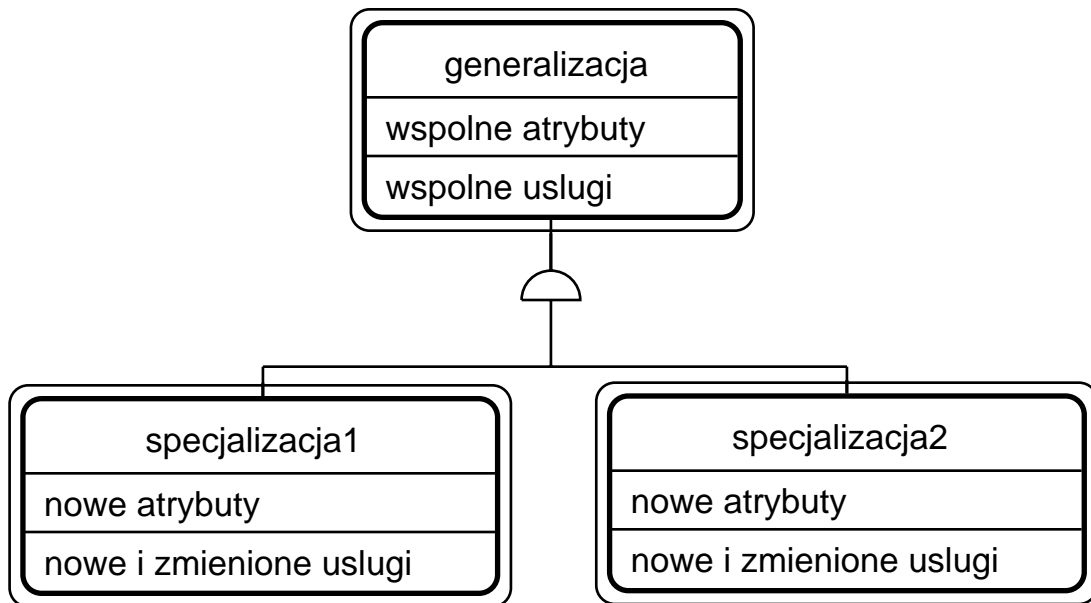 generalizacja
wspolne atrybuty
wspolne uslugi
specjalizacja1
nowe atrybuty
nowe i zmienione uslugi
specjalizacja2
nowe atrybuty
nowe i zmienione uslugi